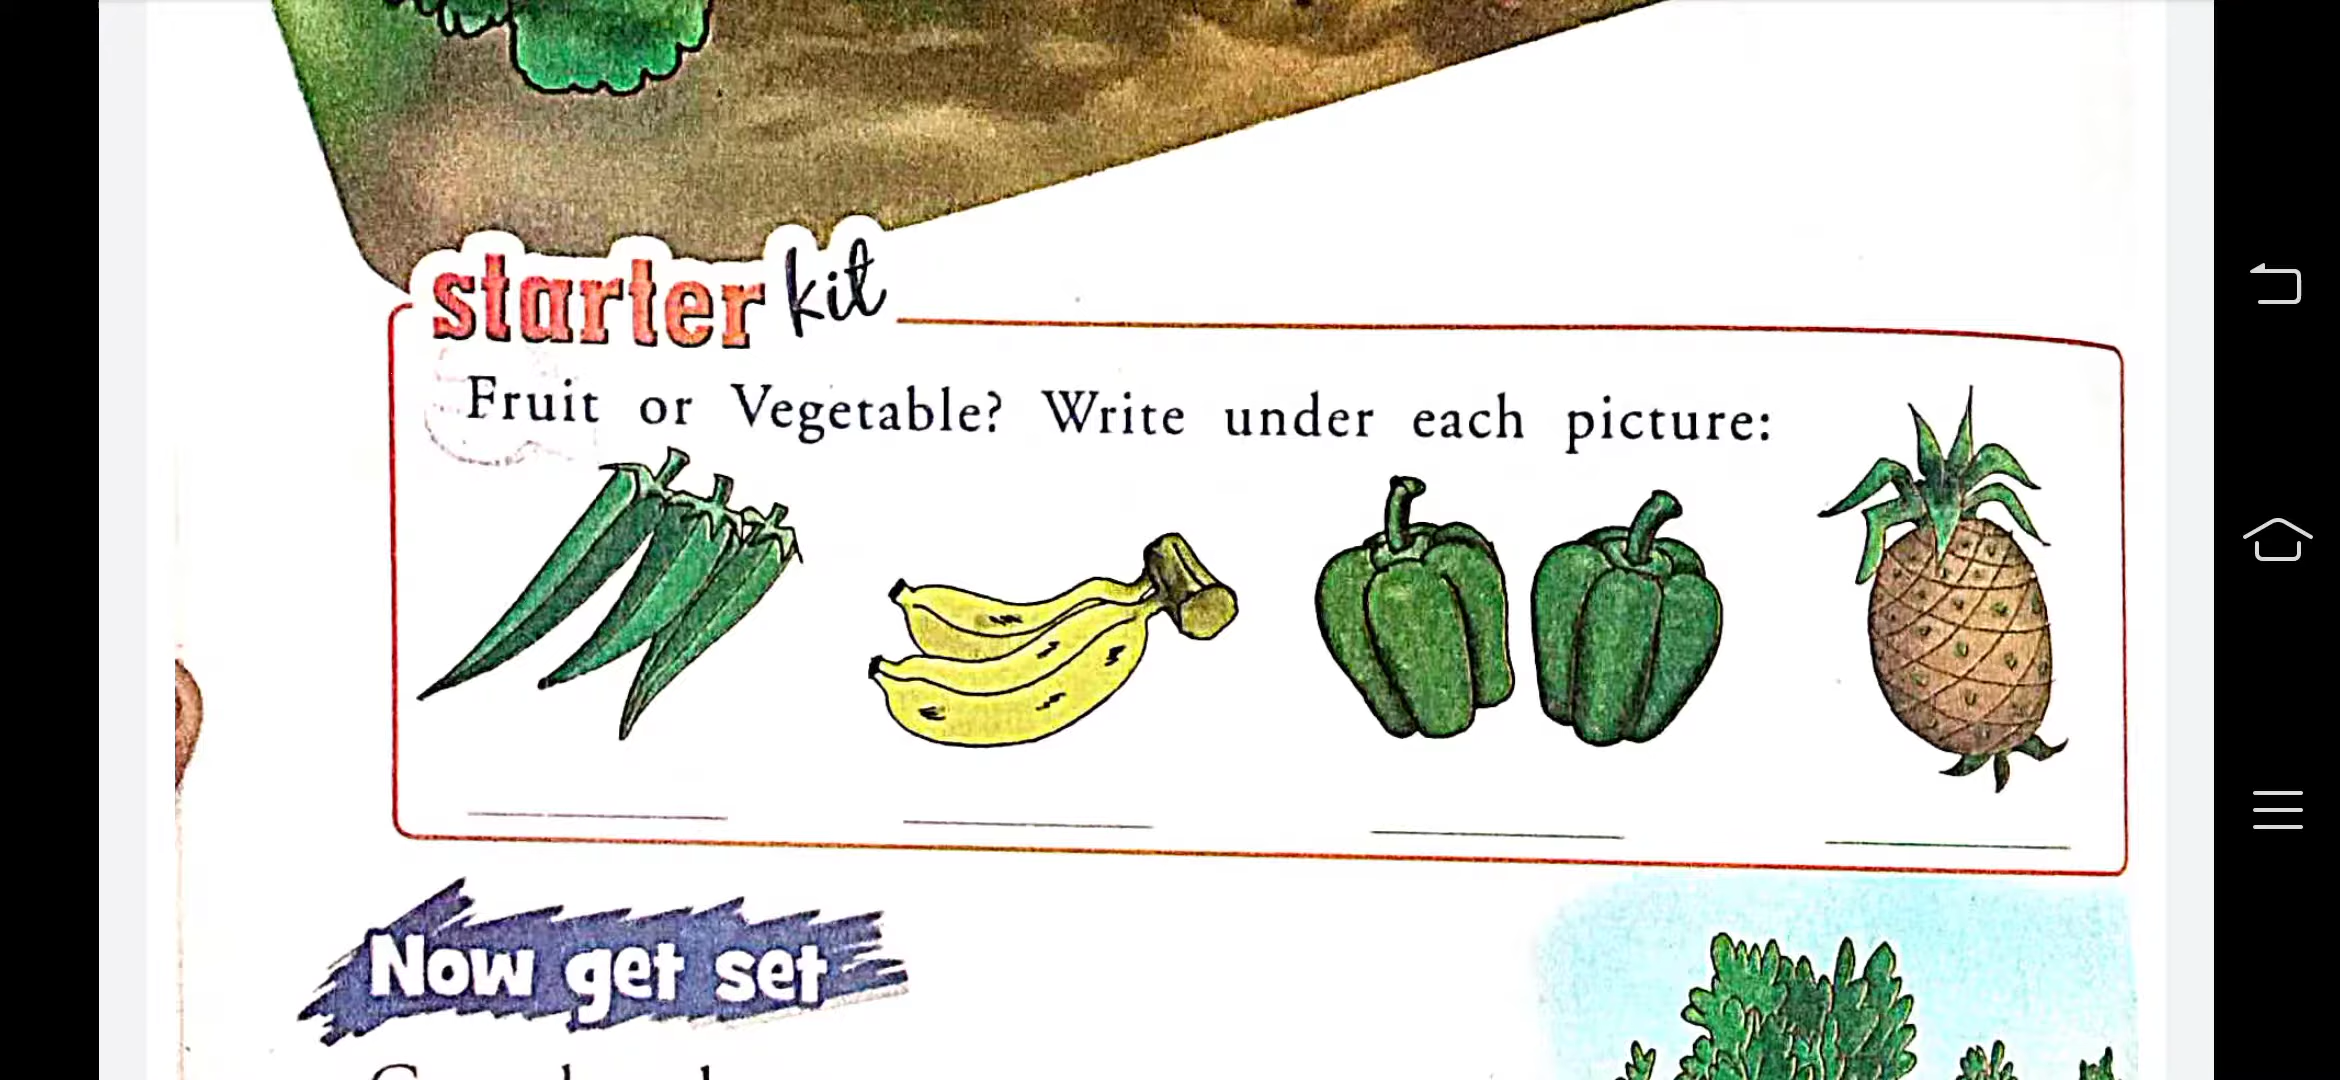 starter kit
Fruit or Vegetable? Write under each picture:
Now get set